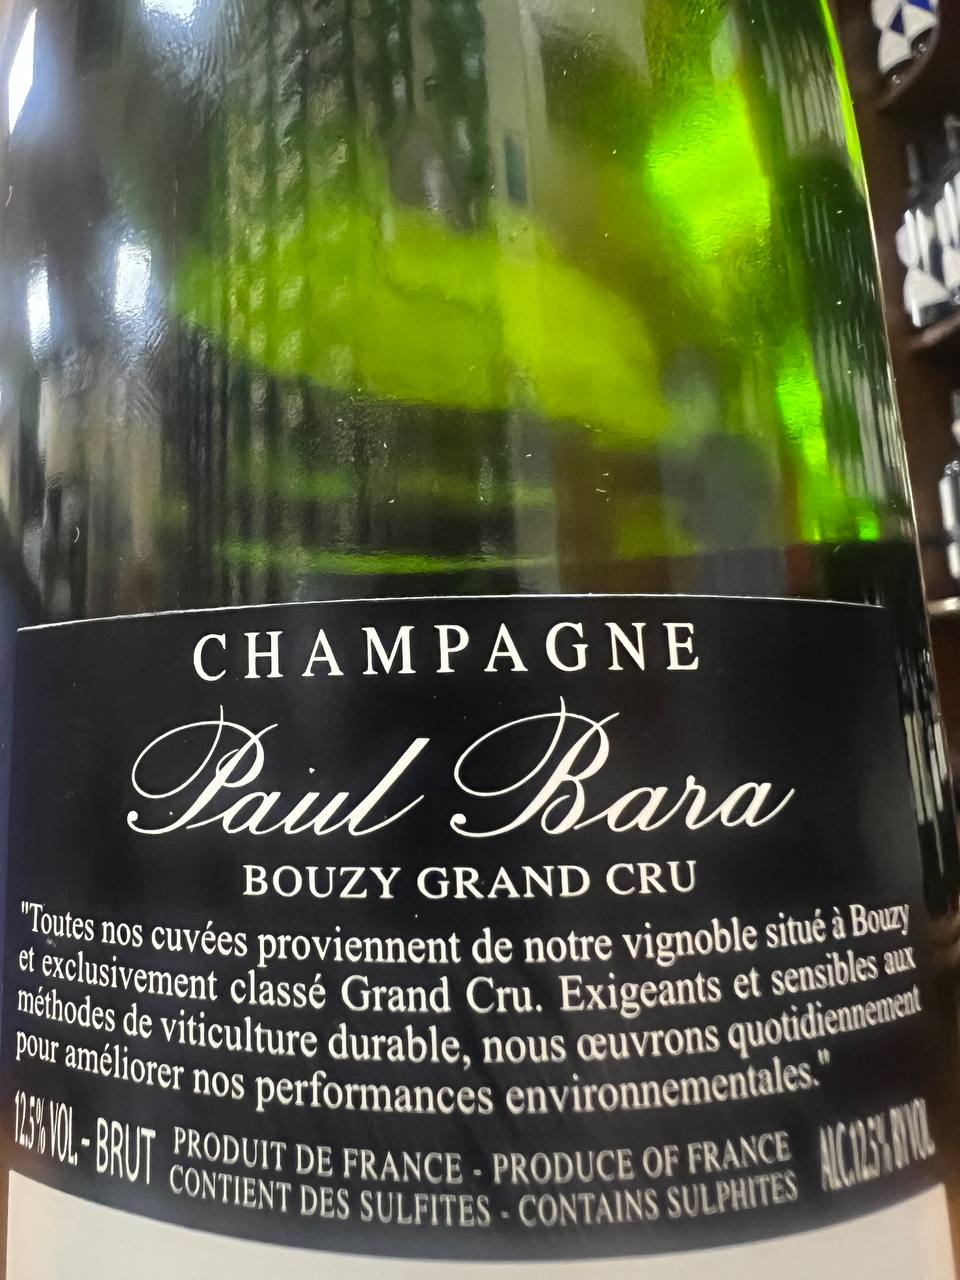 CHAMPAGNE
Paul Bara
BOUZY GRAND CRU
"Toutes nos cuvées proviennent de notre vignoble situé à Bouzy
et exclusivement classé Grand Cru. Exigeants et sensibles aux
méthodes de viticulture durable, nous œuvrons quotidiennement
pour améliorer nos performances environnementales."
12.5% VOL. - BRUT
PRODUIT DE FRANCE - PRODUCE OF FRANCE
CONTIENT DES SULFITES - CONTAINS SULPHITES
ALC.12.5% BY VOL.